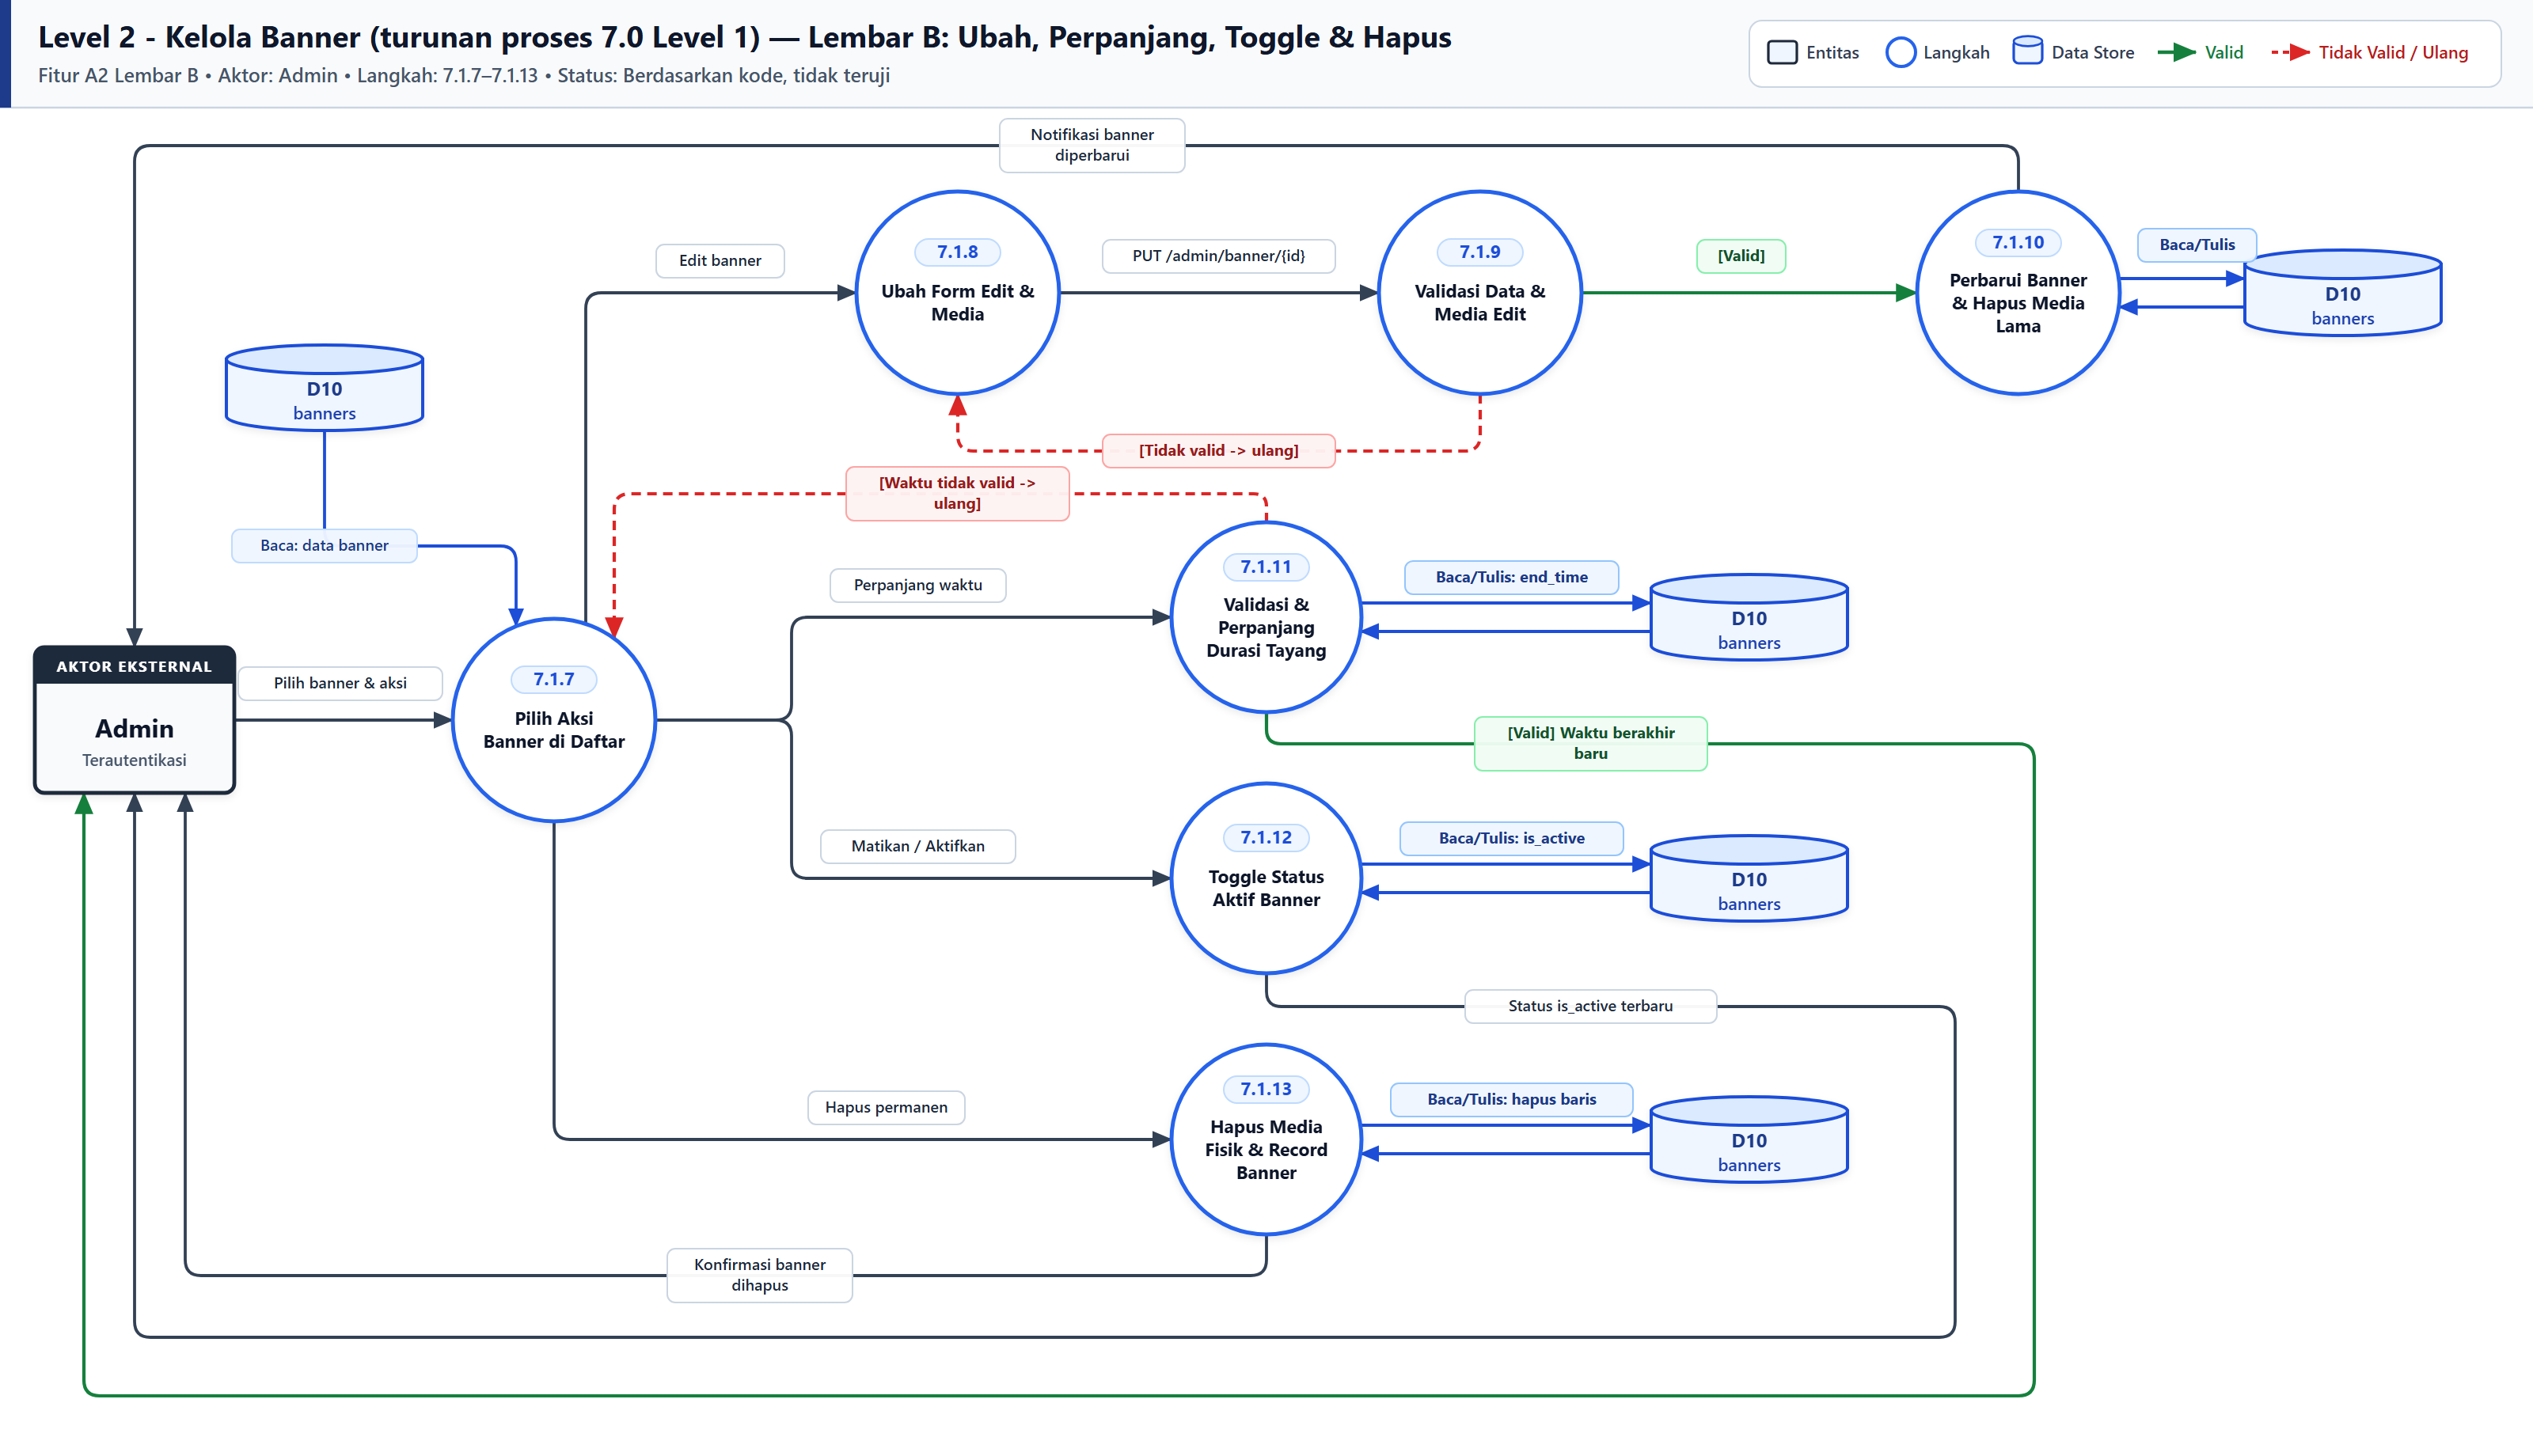 Level 2 - Kelola Banner (turunan proses 7.0 Level 1) — Lembar B: Ubah, Perpanjang, Toggle & Hapus
Fitur A2 Lembar B • Aktor: Admin • Langkah: 7.1.7–7.1.13 • Status: Berdasarkan kode, tidak teruji
Entitas
Langkah
Data Store
Valid
Tidak Valid / Ulang
Notifikasi banner
diperbarui
Edit banner
7.1.8
Ubah Form Edit &
Media
PUT /admin/banner/{id}
7.1.9
Validasi Data &
Media Edit
[Valid]
7.1.10
Perbarui Banner
& Hapus Media
Lama
Baca/Tulis
D10
banners
D10
banners
[Tidak valid -> ulang]
[Waktu tidak valid ->
ulang]
Baca: data banner
Perpanjang waktu
7.1.11
Validasi &
Perpanjang
Durasi Tayang
Baca/Tulis: end_time
D10
banners
AKTOR EKSTERNAL
Admin
Terautentikasi
Pilih banner & aksi
7.1.7
Pilih Aksi
Banner di Daftar
[Valid] Waktu berakhir
baru
Matikan / Aktifkan
7.1.12
Toggle Status
Aktif Banner
Baca/Tulis: is_active
D10
banners
Status is_active terbaru
Hapus permanen
7.1.13
Hapus Media
Fisik & Record
Banner
Baca/Tulis: hapus baris
D10
banners
Konfirmasi banner
dihapus